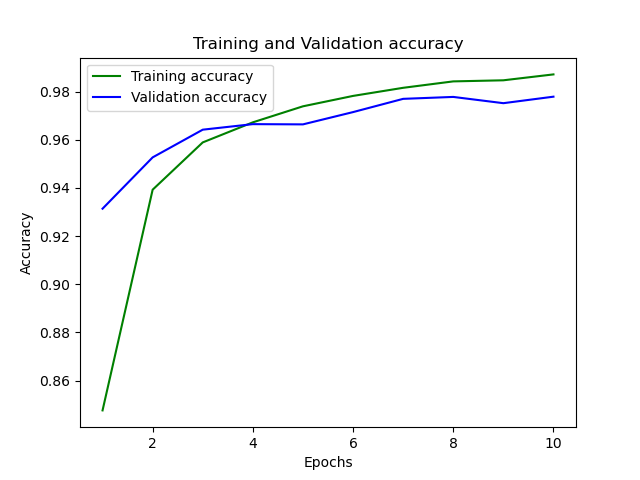 Training and Validation accuracy
Training accuracy
Validation accuracy
0.98
0.96
0.94
0.92
0.90
0.88
0.86
Accuracy
2 4 6 8 10
Epochs